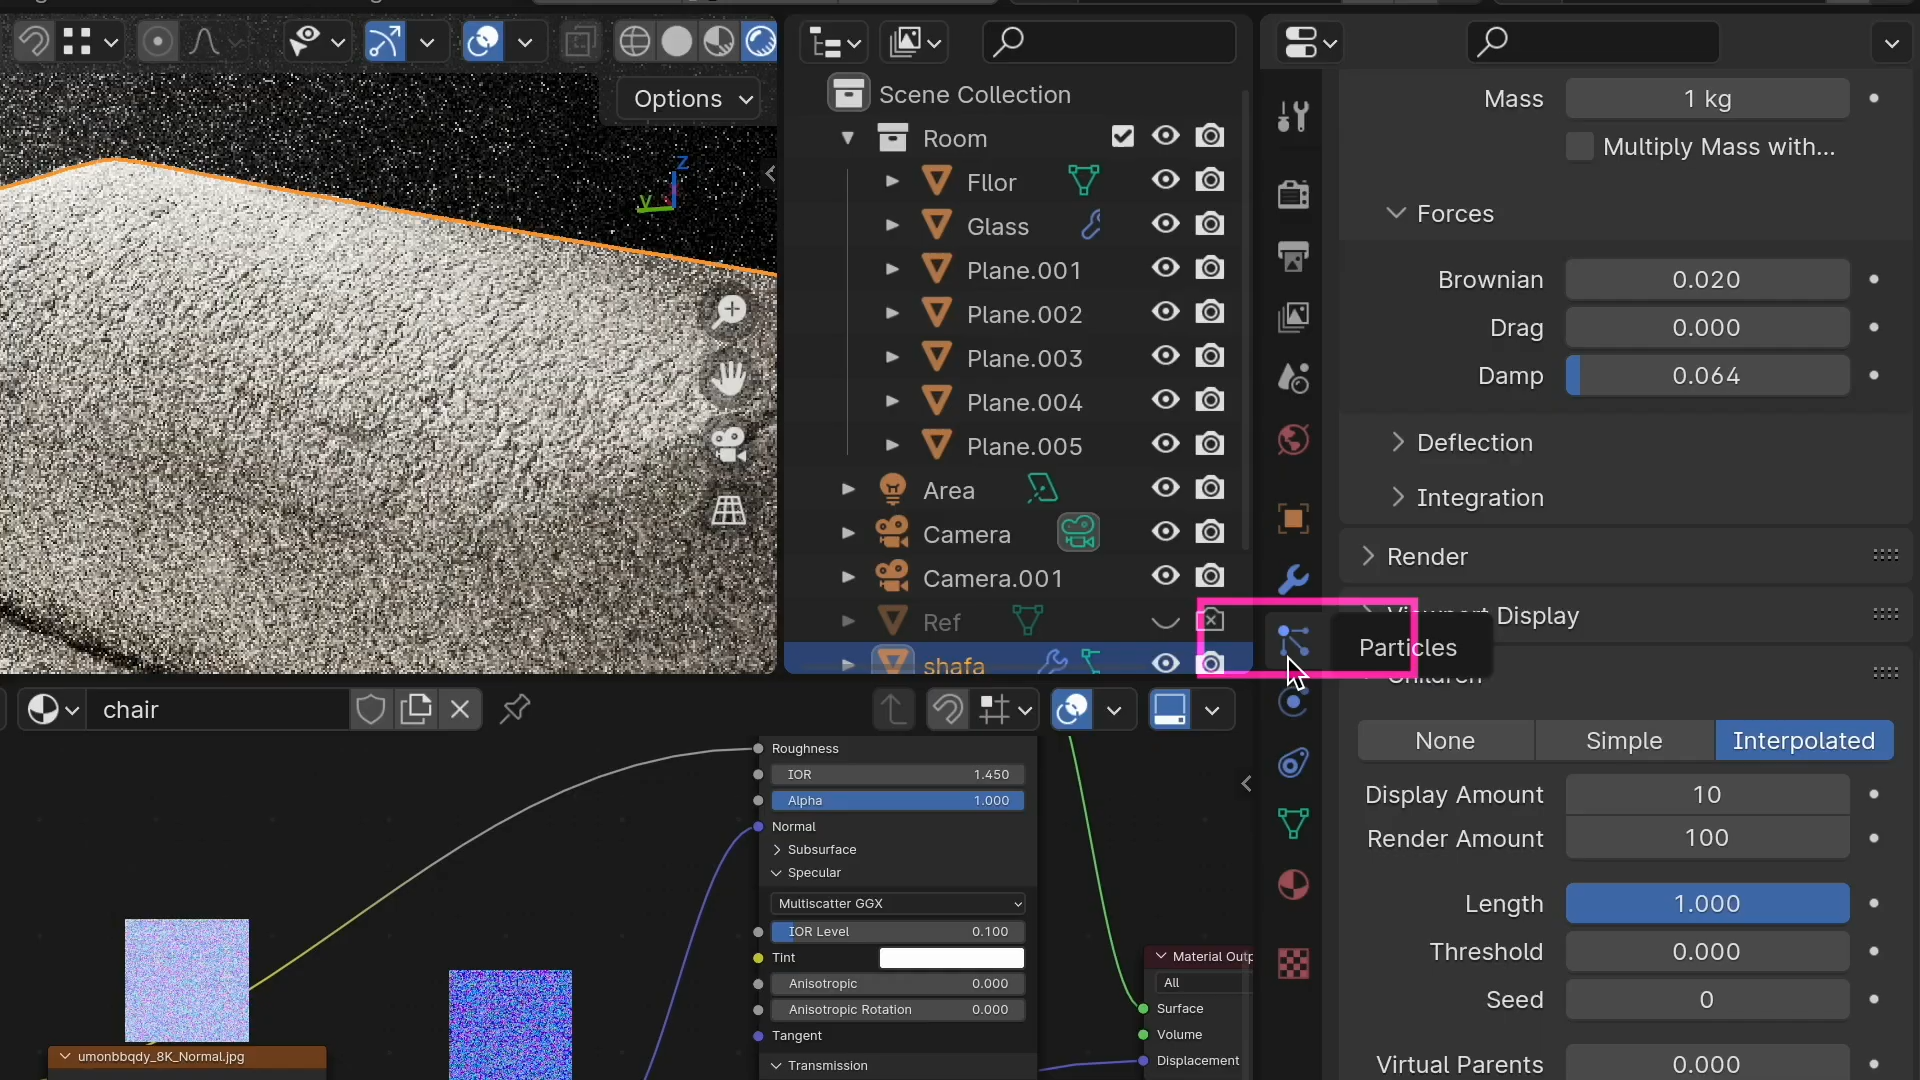 Options
Z
y
Scene Collection
Room
Fllor
Glass
Plane.001
Plane.002
Plane.003
Plane.004
Plane.005
Area
Camera
Camera.001
Ref
shafa
Mass 1 kg
Multiply Mass with...
Forces
Brownian 0.020
Drag 0.000
Damp 0.064
Deflection
Integration
Render
Viewport Display
Particles
Children
None Simple Interpolated
Display Amount 10
Render Amount 100
Length 1.000
Threshold 0.000
Seed 0
Virtual Parents 0.000
chair
Roughness
IOR 1.450
Alpha 1.000
Normal
Subsurface
Specular
Multiscatter GGX
IOR Level 0.100
Tint
Anisotropic 0.000
Anisotropic Rotation 0.000
Tangent
Transmission
Material Outp
All
Surface
Volume
Displacement
umonbbqdy_8K_Normal.jpg